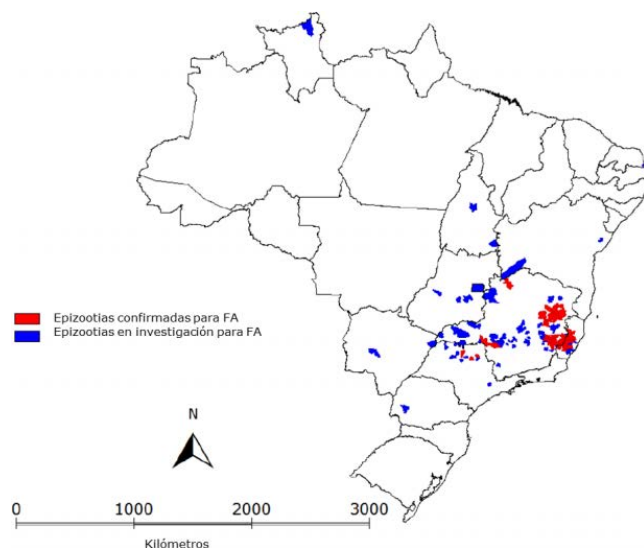 Epizootias confirmadas para FA
Epizootias en investigación para FA
N
0 1000 2000 3000
Kilómetros